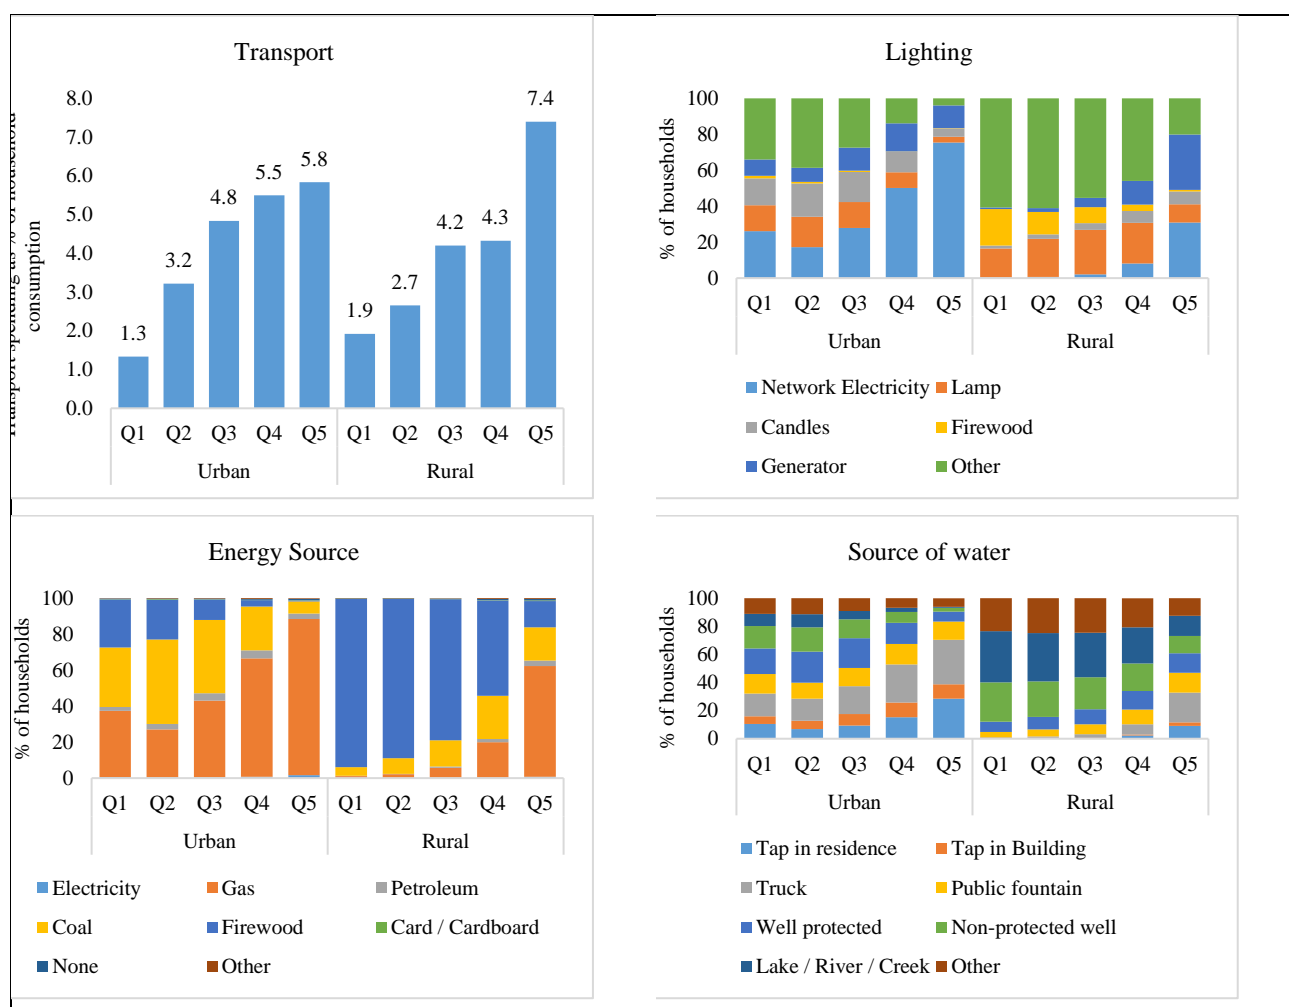 Transport
Transport spending as % of household
consumption
8.0
7.0
6.0
5.0
4.0
3.0
2.0
1.0
0.0
1.3
3.2
4.8
5.5
5.8
1.9
2.7
4.2
4.3
7.4
Q1 Q2 Q3 Q4 Q5 Q1 Q2 Q3 Q4 Q5
Urban Rural
Lighting
% of households
100
80
60
40
20
0
Q1 Q2 Q3 Q4 Q5 Q1 Q2 Q3 Q4 Q5
Urban Rural
Network Electricity Lamp
Candles Firewood
Generator Other
Energy Source
% of households
100
80
60
40
20
0
Q1 Q2 Q3 Q4 Q5 Q1 Q2 Q3 Q4 Q5
Urban Rural
Electricity Gas Petroleum
Coal Firewood Card / Cardboard
None Other
Source of water
% of households
100
80
60
40
20
0
Q1 Q2 Q3 Q4 Q5 Q1 Q2 Q3 Q4 Q5
Urban Rural
Tap in residence Tap in Building
Truck Public fountain
Well protected Non-protected well
Lake / River / Creek Other